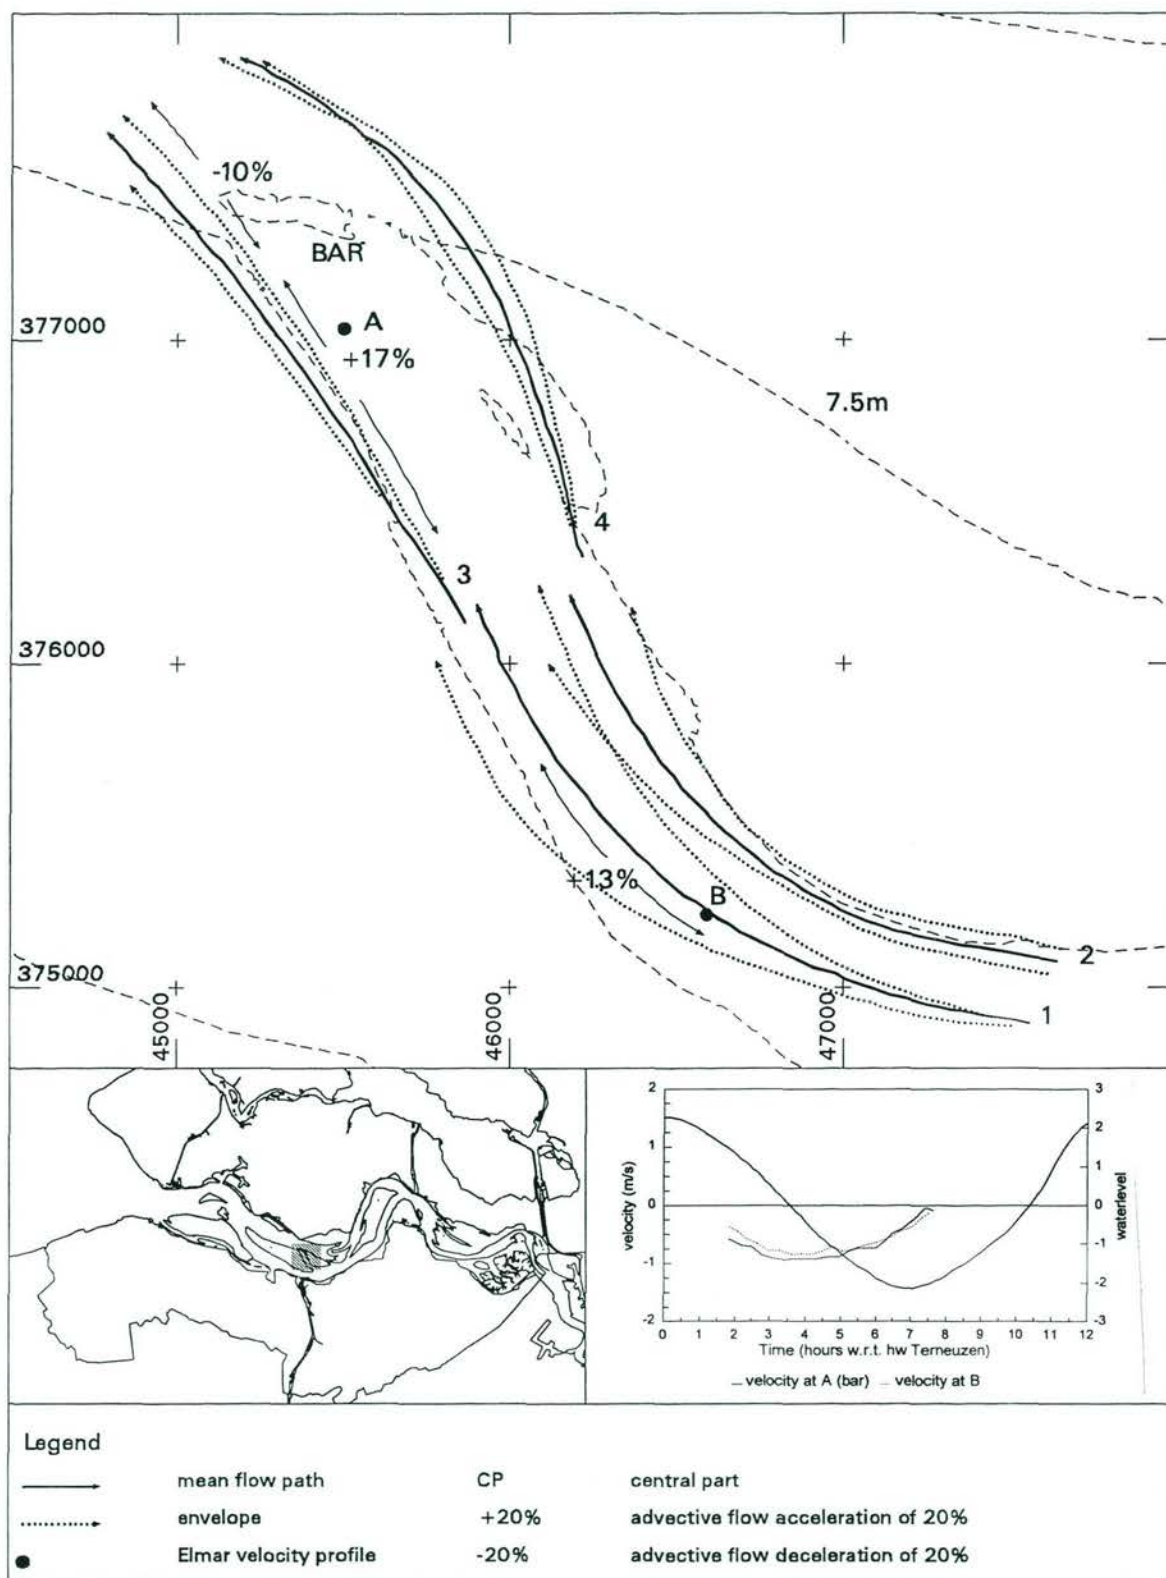 -10%
BAR
377000
A
+17%
7.5m
4
3
376000
+13%
B
2
375000
1
45000
46000
47000
2
3
1
2
velocity (m/s)
1
0
0
waterlevel
-1
-1
-2
-2
-3
0 1 2 3 4 5 6 7 8 9 10 11 12
Time (hours w.r.t. hw Terneuzen)
velocity at A (bar) velocity at B
Legend
mean flow path CP central part
envelope +20% advective flow acceleration of 20%
Elmar velocity profile -20% advective flow deceleration of 20%